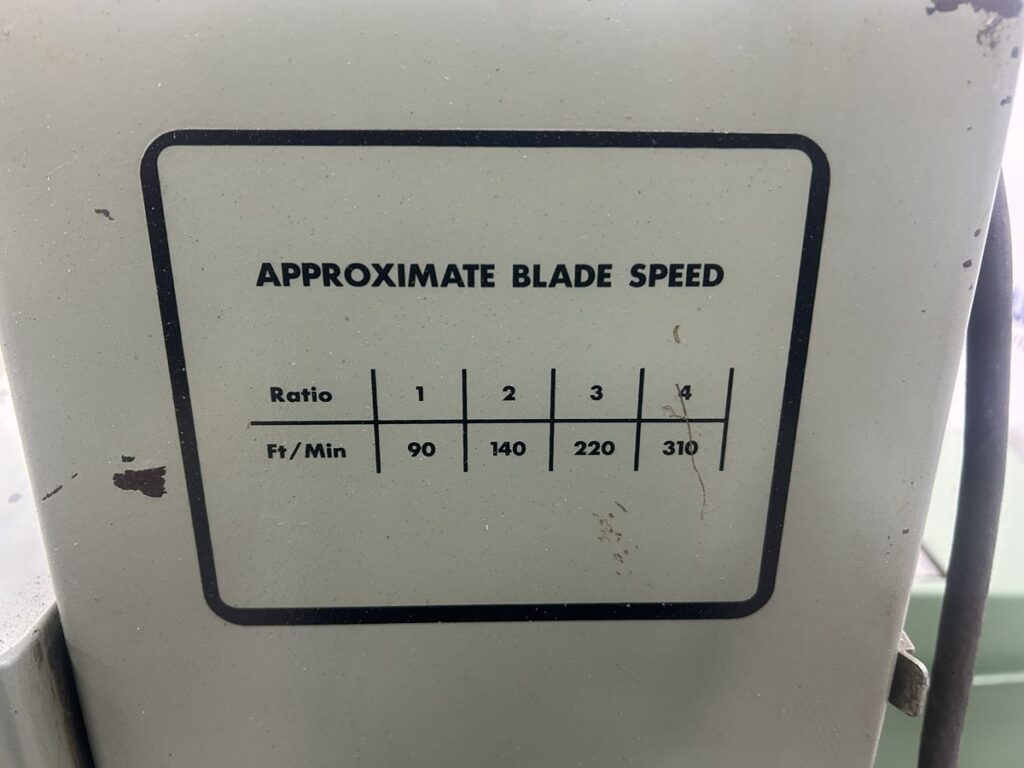 APPROXIMATE BLADE SPEED
Ratio 1 2 3 4
Ft/Min 90 140 220 310